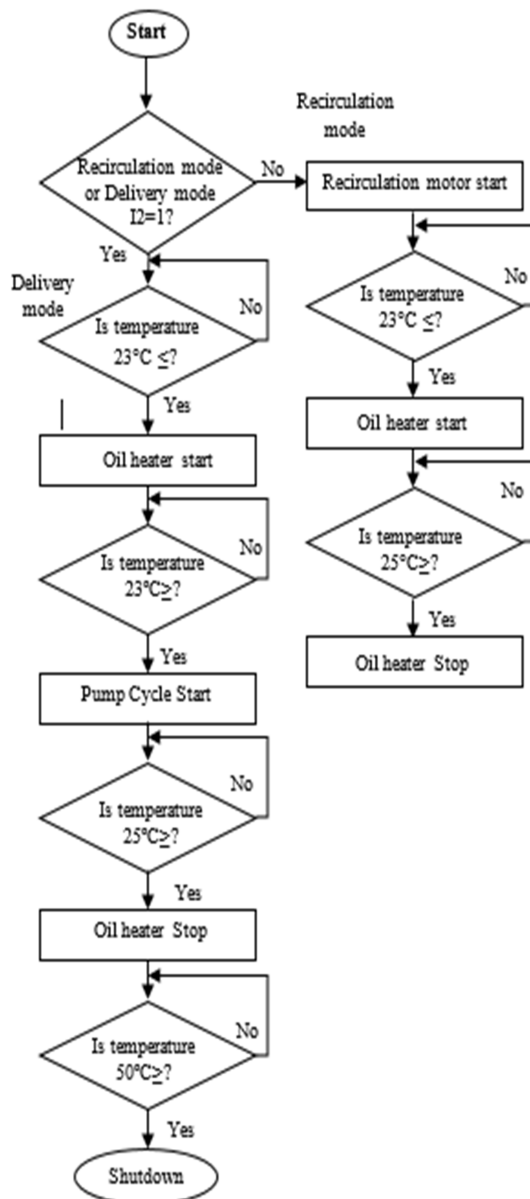 Start
Recirculation mode
or Delivery mode
I2=1?
No
Yes
Recirculation
mode
Recirculation motor start
No
Is temperature
23°C ≤?
Yes
Oil heater start
No
Is temperature
25°C≥?
Yes
Oil heater Stop
Delivery
mode
No
Is temperature
23°C ≤?
Yes
Oil heater start
No
Is temperature
23°C≥?
Yes
Pump Cycle Start
No
Is temperature
25°C≥?
Yes
Oil heater Stop
No
Is temperature
50°C≥?
Yes
Shutdown